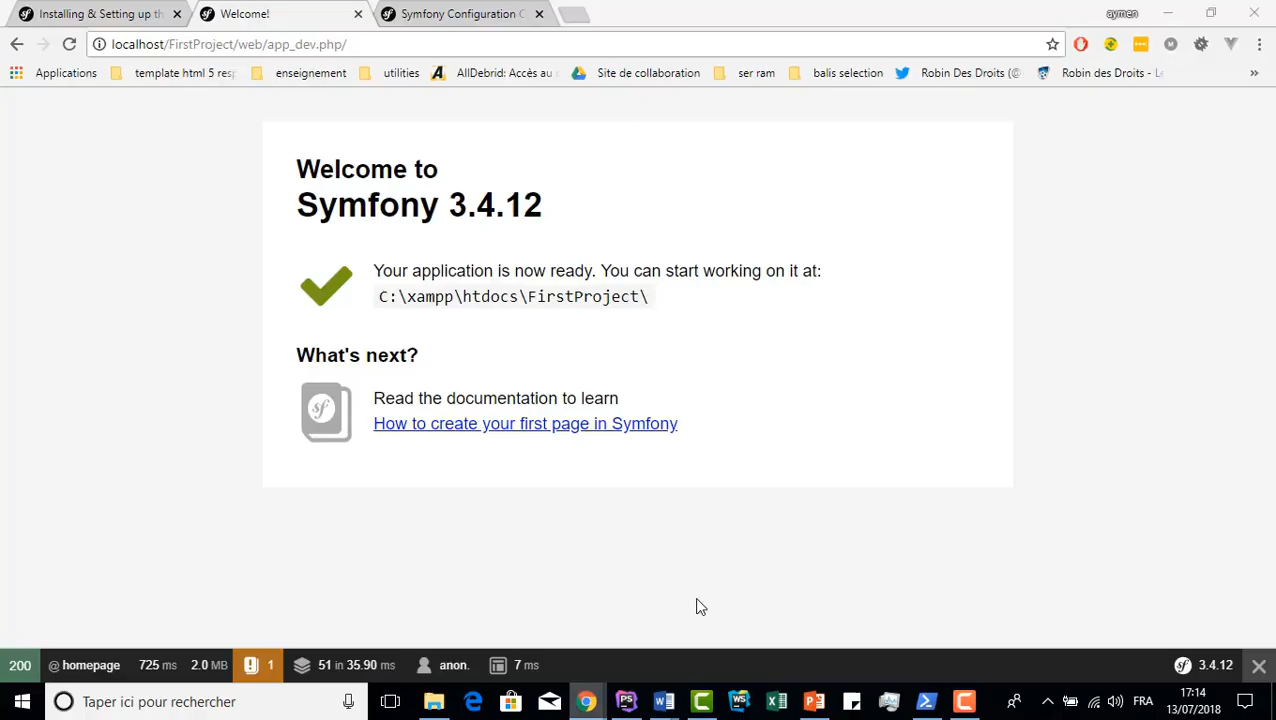 Installing & Setting up th
Welcome!
Symfony Configuration C
aymen
localhost/FirstProject/web/app_dev.php/
Applications
template html 5 resp
enseignement
utilities
AllDebrid: Accès au
Site de collaboration
ser ram
balis selection
Robin Des Droits (@
Robin des Droits - Le
Welcome to
Symfony 3.4.12
Your application is now ready. You can start working on it at:
C:\xampp\htdocs\FirstProject\
What's next?
Read the documentation to learn
How to create your first page in Symfony
200 @ homepage 725 ms 2.0 MB 1 51 in 35.90 ms anon. 7 ms 3.4.12
Taper ici pour rechercher
FRA
17:14
13/07/2018